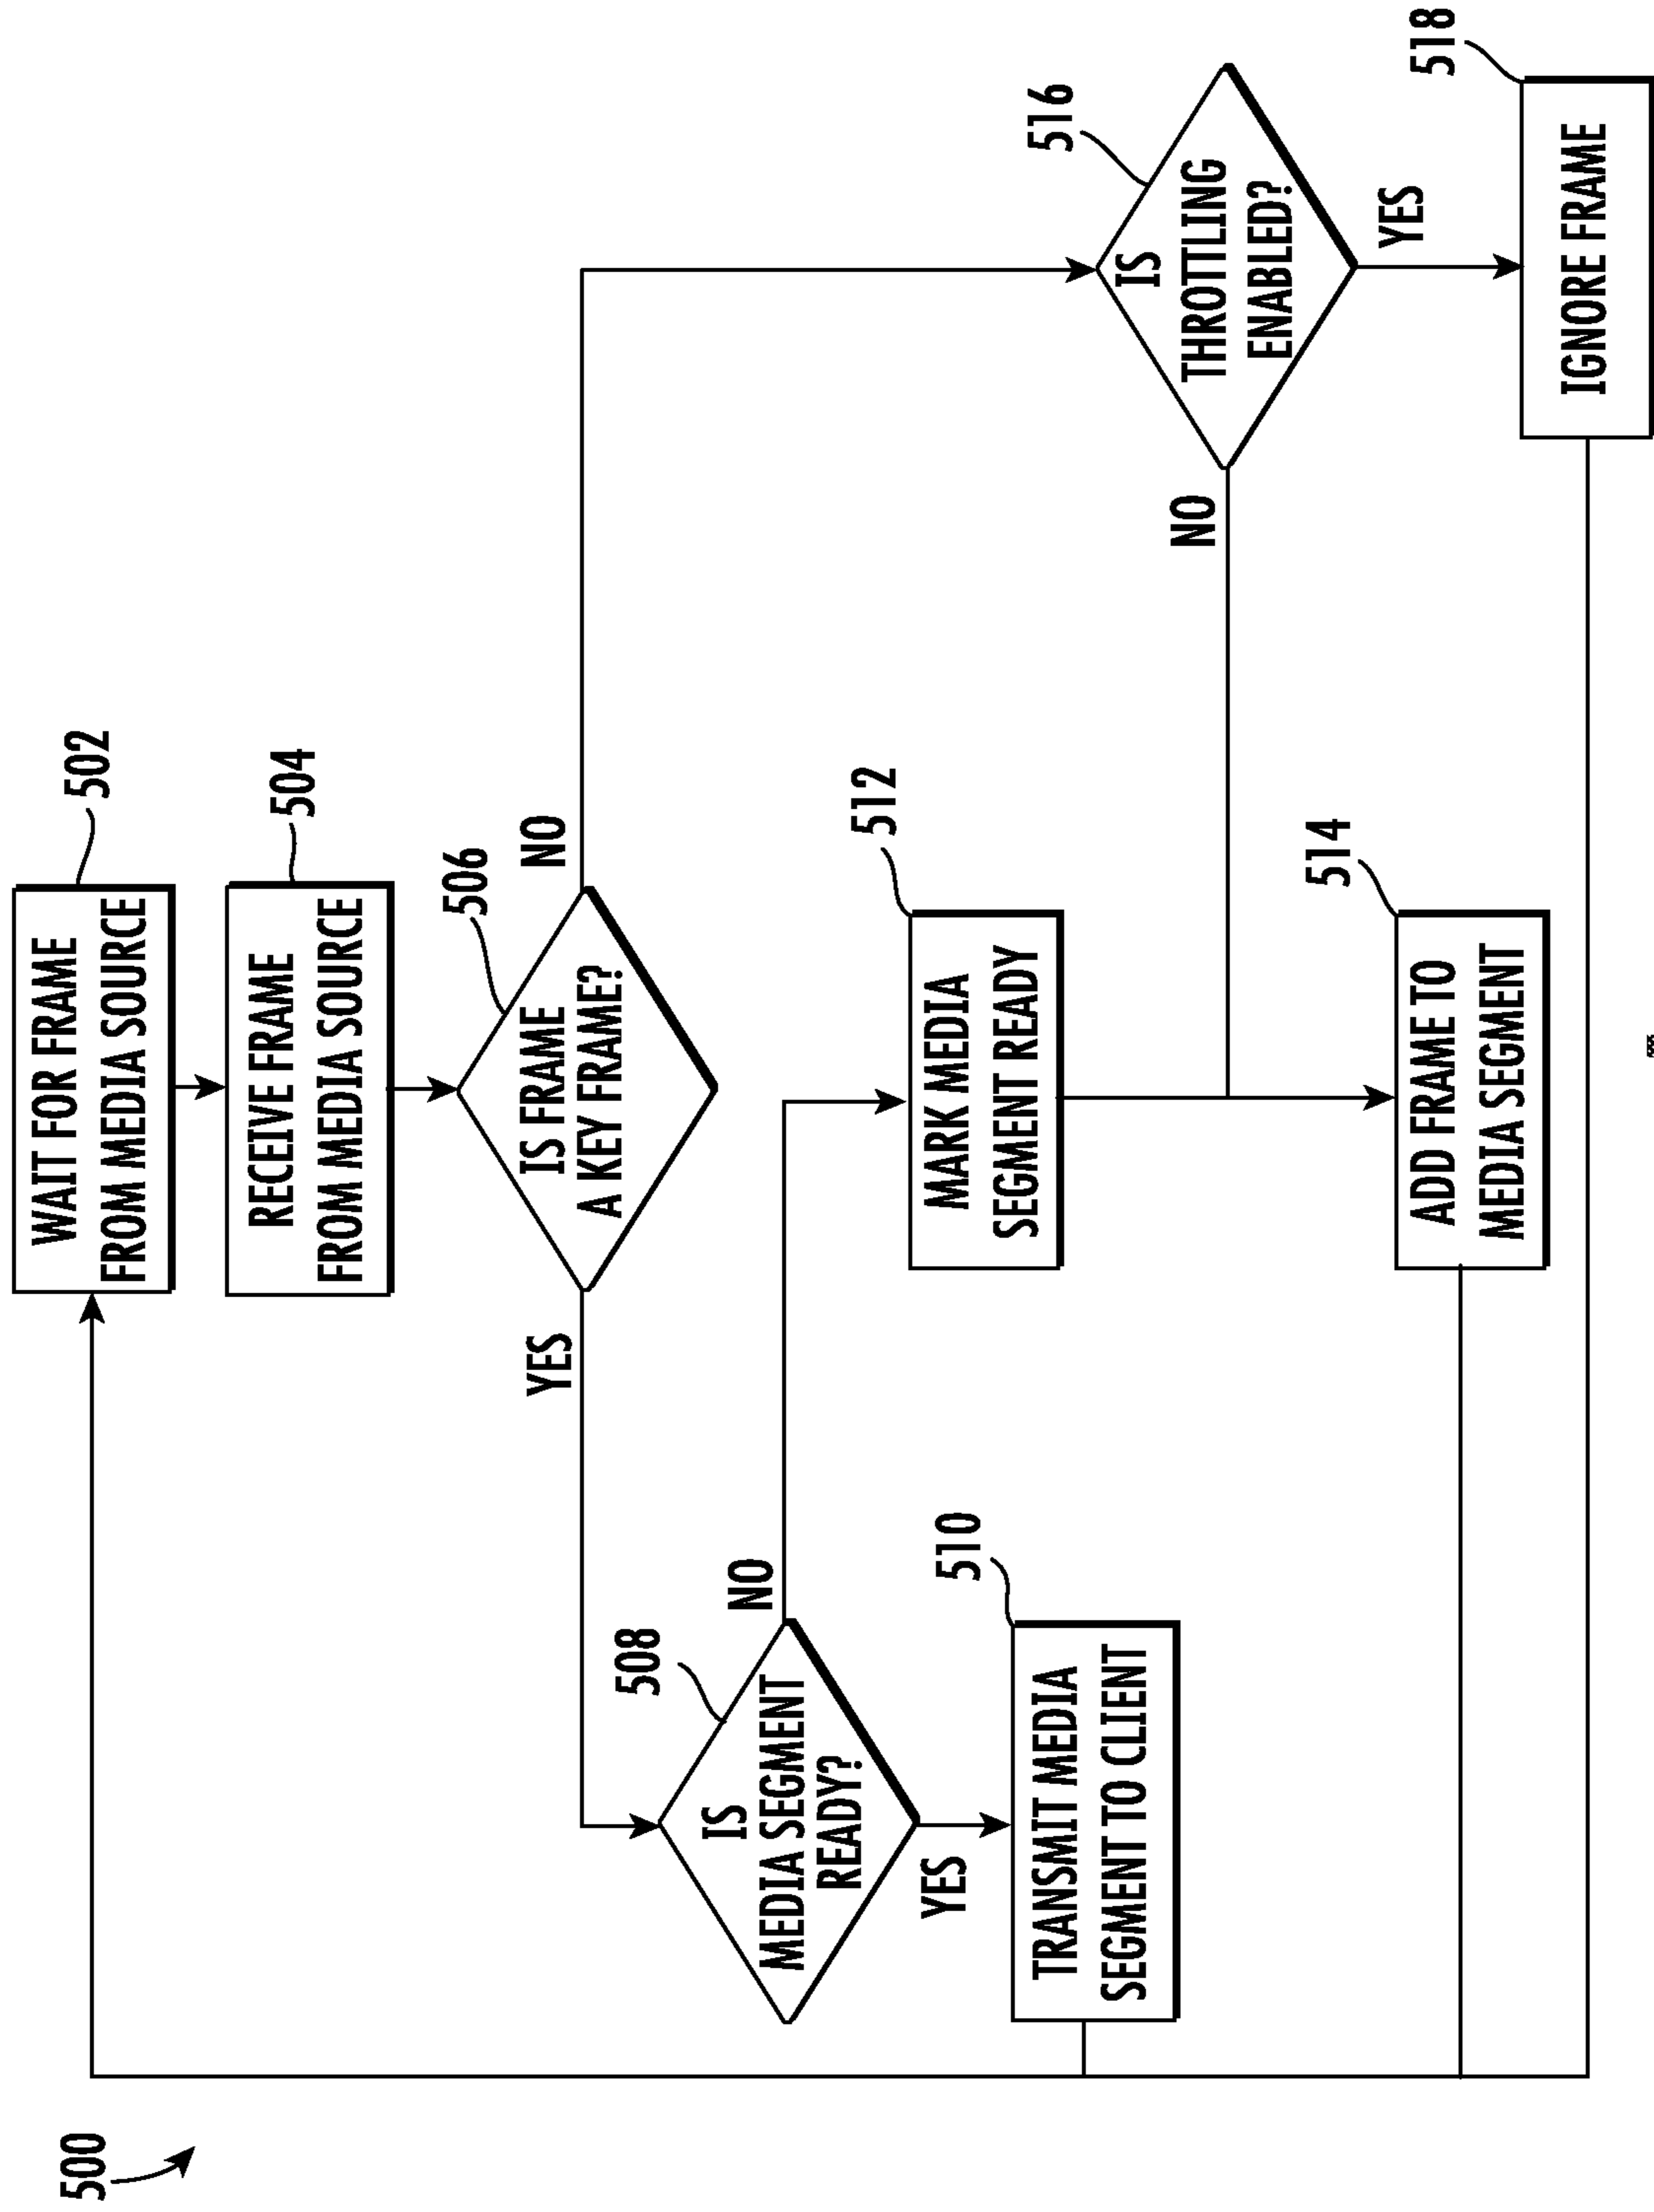 500
WAIT FOR FRAME
FROM MEDIA SOURCE
502
RECEIVE FRAME
FROM MEDIA SOURCE
504
IS FRAME
A KEY FRAME?
506
YES
NO
IS
MEDIA SEGMENT
READY?
508
NO
YES
TRANSMIT MEDIA
SEGMENT TO CLIENT
510
MARK MEDIA
SEGMENT READY
512
ADD FRAME TO
MEDIA SEGMENT
514
IS
THROTTLING
ENABLED?
516
NO
YES
IGNORE FRAME
518